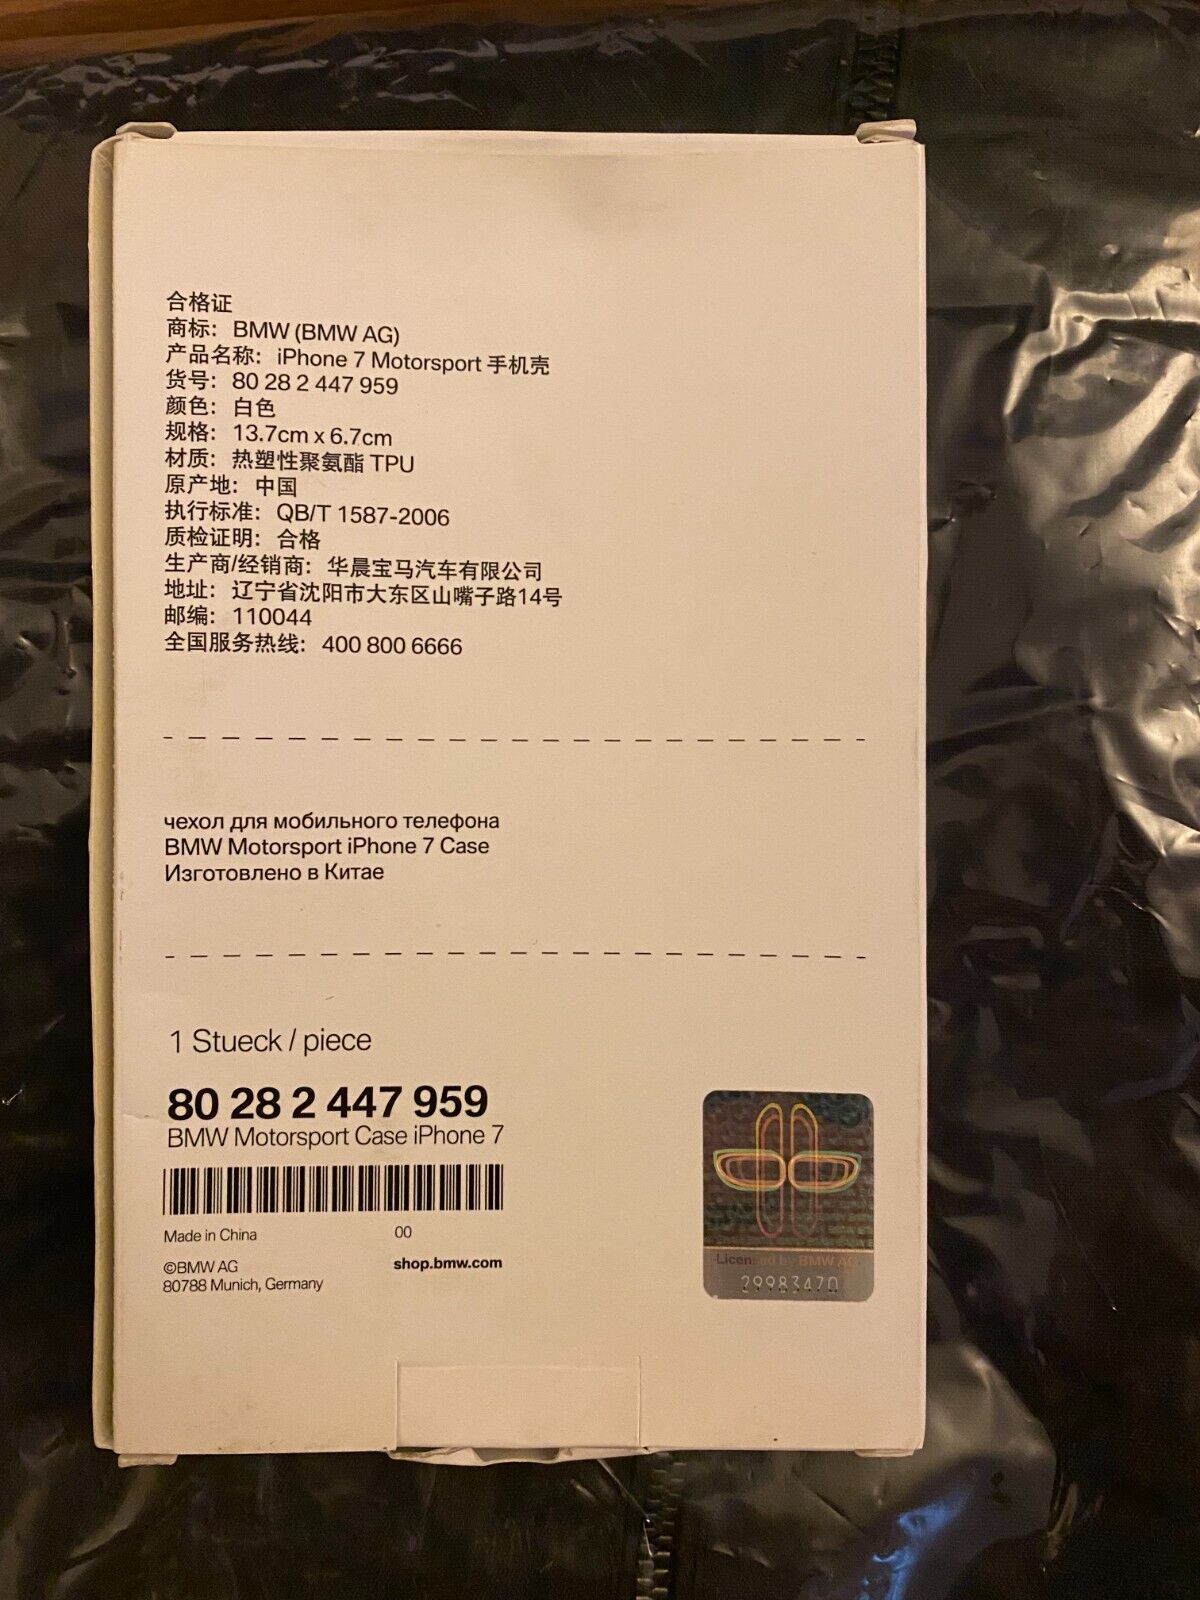 合格证
商标: BMW (BMW AG)
产品名称: iPhone 7 Motorsport 手机壳
货号: 80 28 2 447 959
颜色: 白色
规格: 13.7cm x 6.7cm
材质: 热塑性聚氨酯 TPU
原产地: 中国
执行标准: QB/T 1587-2006
质检证明: 合格
生产商/经销商: 华晨宝马汽车有限公司
地址: 辽宁省沈阳市大东区山嘴子路14号
邮编: 110044
全国服务热线: 400 800 6666
чехол для мобильного телефона
BMW Motorsport iPhone 7 Case
Изготовлено в Китае
1 Stueck / piece
80 28 2 447 959
BMW Motorsport Case iPhone 7
Made in China 00
©BMW AG shop.bmw.com
80788 Munich, Germany
Licensed by BMW AG
29983470